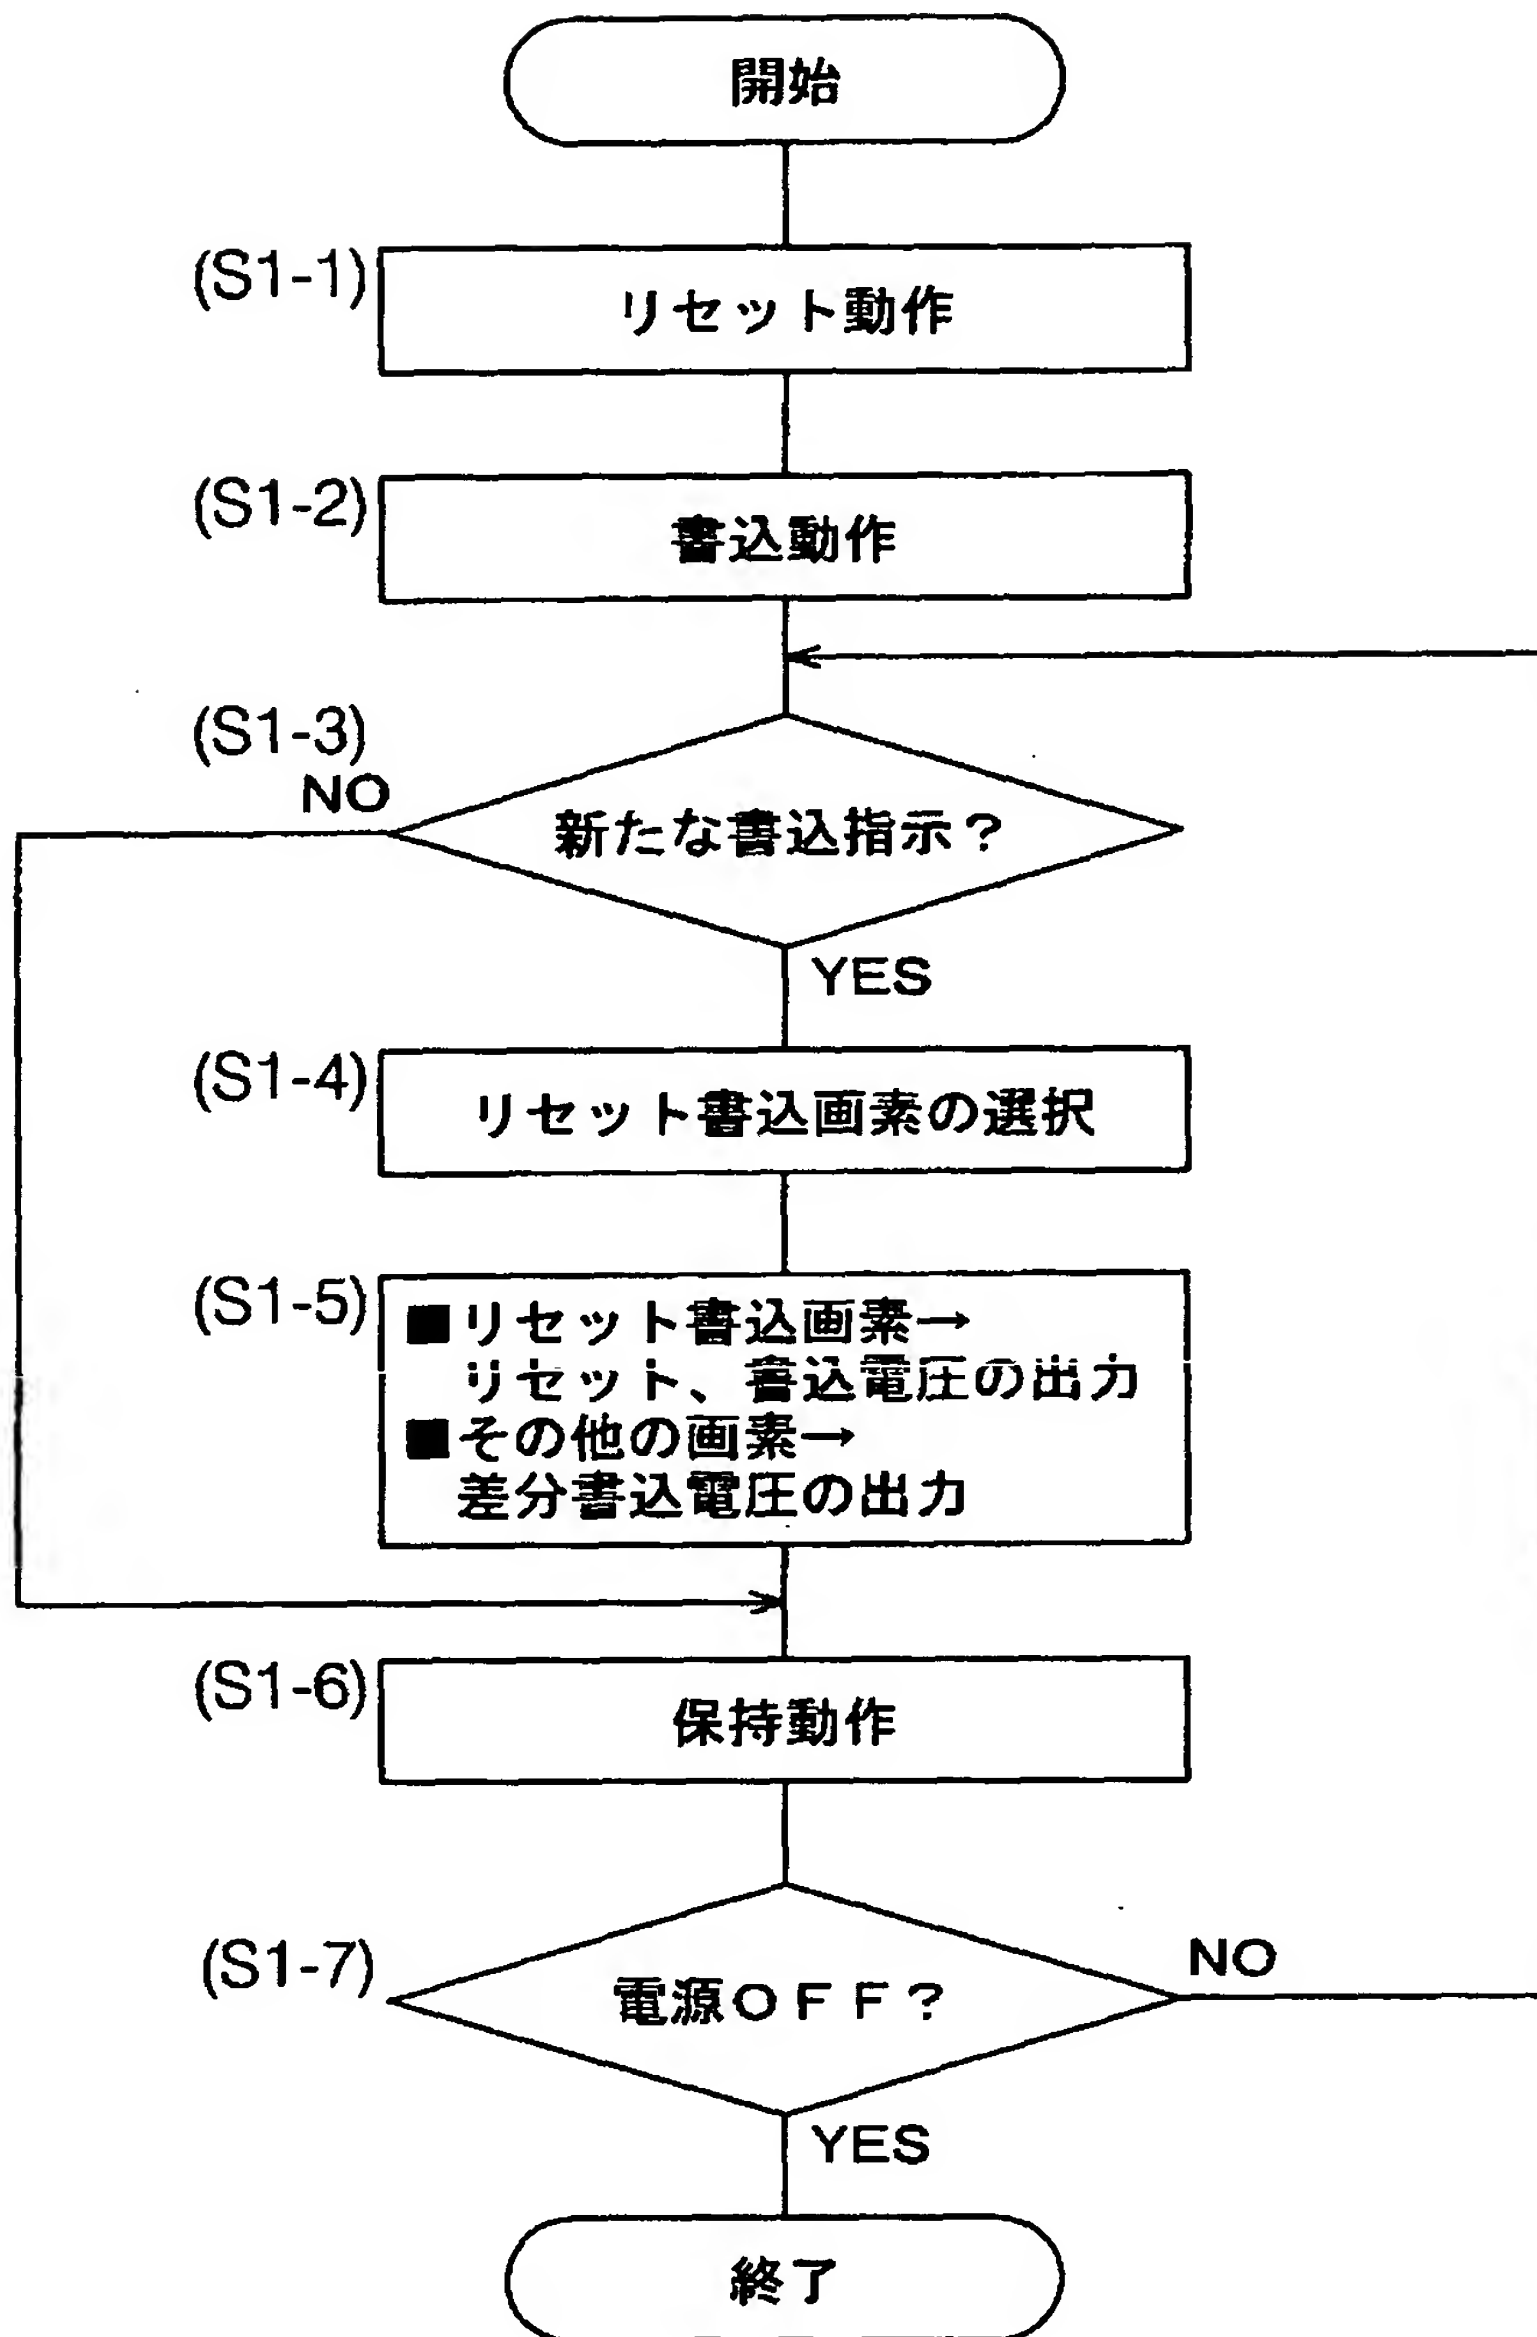 開始
(S1-1)
リセット動作
(S1-2)
書込動作
(S1-3)
NO
新たな書込指示？
YES
(S1-4)
リセット書込画素の選択
(S1-5)
■リセット書込画素→
リセット、書込電圧の出力
■その他の画素→
差分書込電圧の出力
(S1-6)
保持動作
(S1-7)
電源ＯＦＦ？
NO
YES
終了